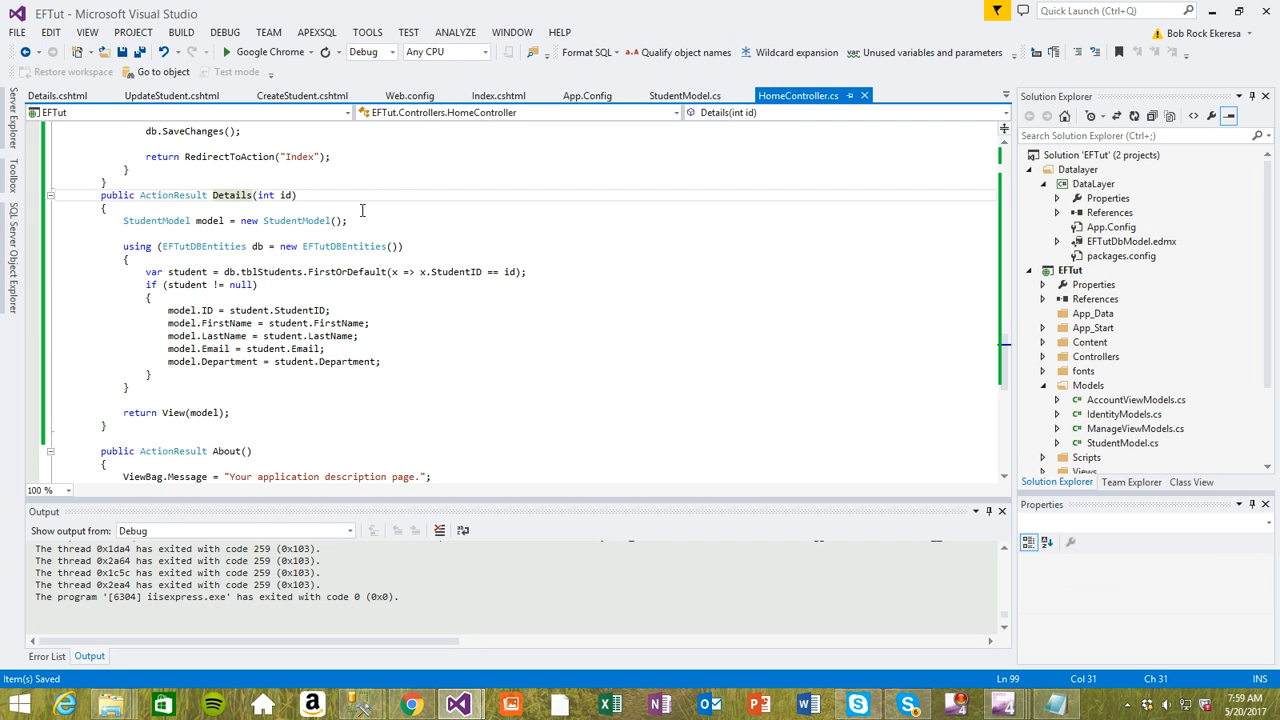 EFTut - Microsoft Visual Studio
Quick Launch (Ctrl+Q)
FILE EDIT VIEW PROJECT BUILD DEBUG TEAM APEXSQL TOOLS TEST ANALYZE WINDOW HELP
Bob Rock Ekeresa
Google Chrome Debug Any CPU Format SQL Qualify object names Wildcard expansion Unused variables and parameters
Restore workspace Go to object Test mode
Details.cshtml UpdateStudent.cshtml CreateStudent.cshtml Web.config Index.cshtml App.Config StudentModel.cs HomeController.cs
EFTut EFTut.Controllers.HomeController Details(int id)
Server Explorer
Toolbox
SQL Server Object Explorer
db.SaveChanges();
return RedirectToAction("Index");
}
}
public ActionResult Details(int id)
{
StudentModel model = new StudentModel();
using (EFTutDBEntities db = new EFTutDBEntities())
{
var student = db.tblStudents.FirstOrDefault(x => x.StudentID == id);
if (student != null)
{
model.ID = student.StudentID;
model.FirstName = student.FirstName;
model.LastName = student.LastName;
model.Email = student.Email;
model.Department = student.Department;
}
}
return View(model);
}
public ActionResult About()
{
ViewBag.Message = "Your application description page.";
100 %
Output
Show output from: Debug
The thread 0x1da4 has exited with code 259 (0x103).
The thread 0x2a64 has exited with code 259 (0x103).
The thread 0x1c5c has exited with code 259 (0x103).
The thread 0x2ea4 has exited with code 259 (0x103).
The program '[6304] iisexpress.exe' has exited with code 0 (0x0).
Error List Output
Solution Explorer
Search Solution Explorer (Ctrl+;)
Solution 'EFTut' (2 projects)
Datalayer
DataLayer
Properties
References
App.Config
EFTutDbModel.edmx
packages.config
EFTut
Properties
References
App_Data
App_Start
Content
Controllers
fonts
Models
AccountViewModels.cs
IdentityModels.cs
ManageViewModels.cs
StudentModel.cs
Scripts
Views
Solution Explorer Team Explorer Class View
Properties
Item(s) Saved Ln 99 Col 31 Ch 31 INS
7:59 AM
5/20/2017